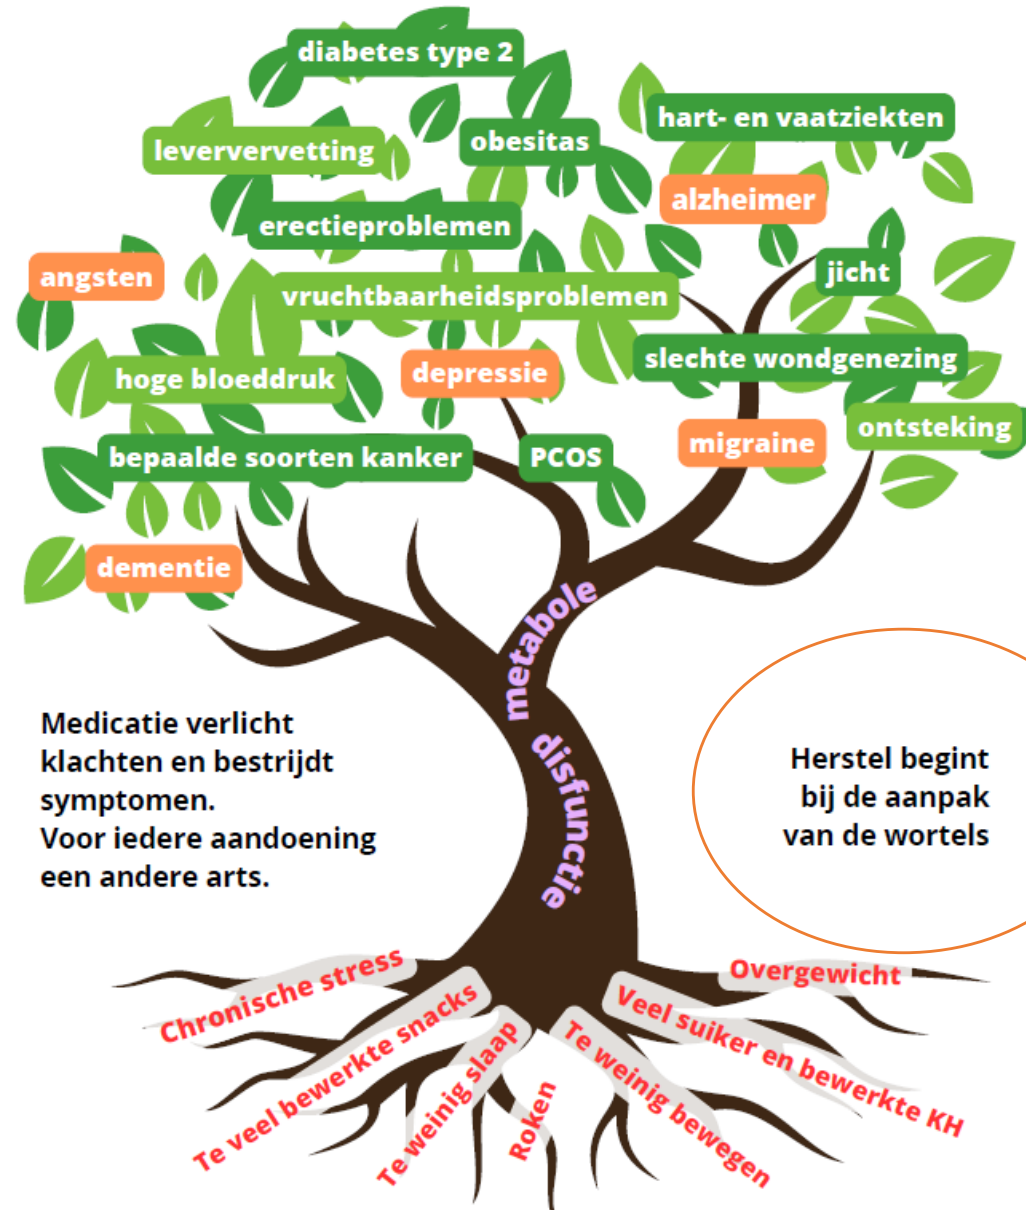 diabetes type 2
hart- en vaatziekten
obesitas
leververvetting
alzheimer
erectieproblemen
angsten
jicht
vruchtbaarheidsproblemen
slechte wondgenezing
depressie
hoge bloeddruk
ontsteking
migraine
bepaalde soorten kanker
PCOS
dementie
metabole
disfunctie
Medicatie verlicht
klachten en bestrijdt
symptomen.
Voor iedere aandoening
een andere arts.
Herstel begint
bij de aanpak
van de wortels
Chronische stress
Te veel bewerkte snacks
Te weinig slaap
Roken
Te weinig bewegen
Veel suiker en bewerkte KH
Overgewicht